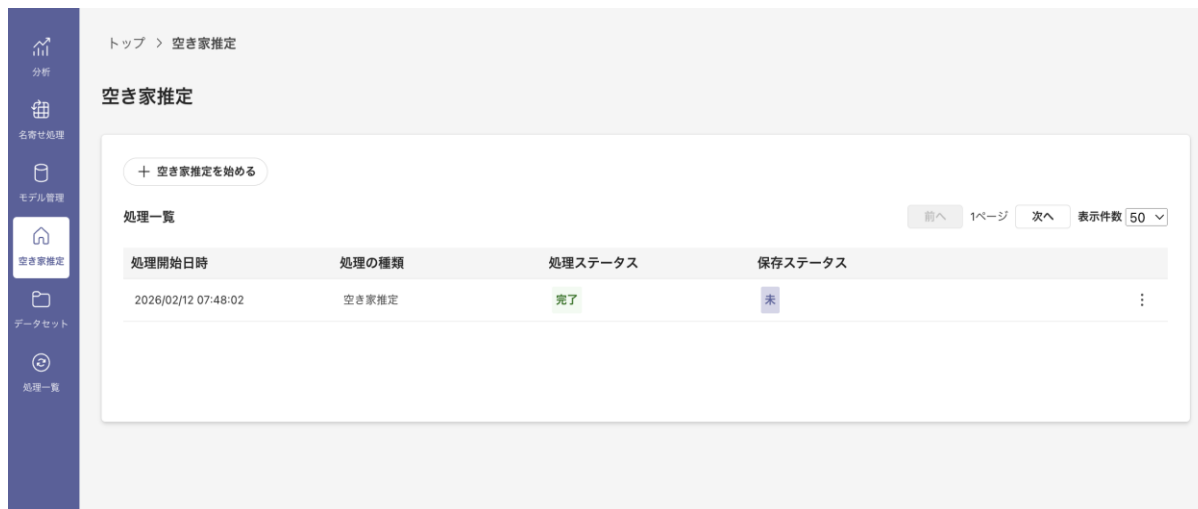 分析
名寄せ処理
モデル管理
空き家推定
データセット
処理一覧
トップ > 空き家推定
空き家推定
+ 空き家推定を始める
処理一覧
前へ 1ページ 次へ 表示件数 50
処理開始日時 処理の種類 処理ステータス 保存ステータス
2026/02/12 07:48:02 空き家推定 完了 未